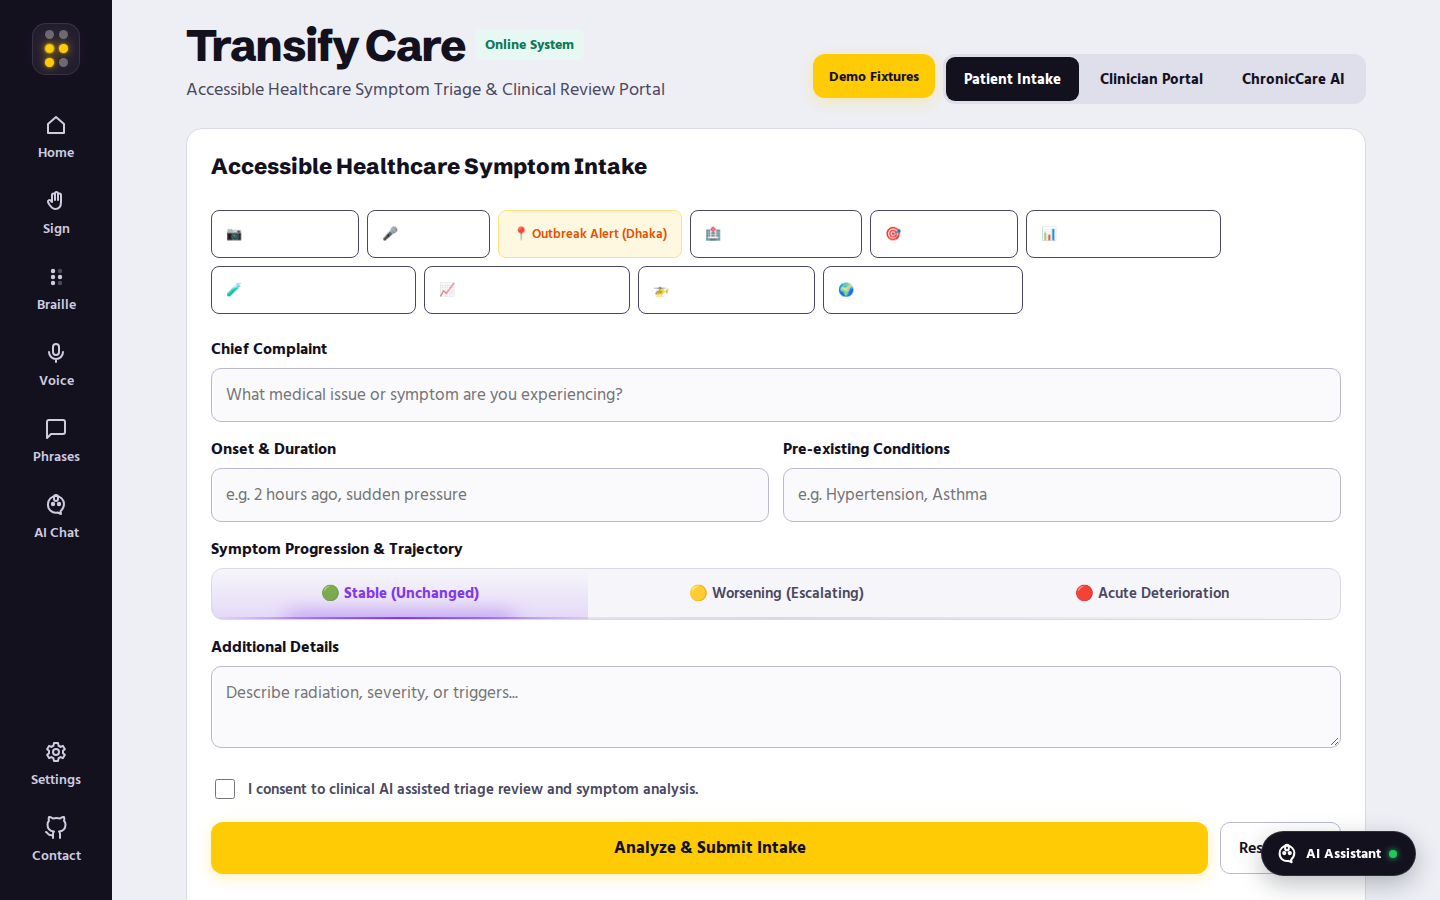 Transify Care
Online System
Accessible Healthcare Symptom Triage & Clinical Review Portal
Demo Fixtures
Patient Intake
Clinician Portal
ChronicCare AI
Home
Sign
Braille
Voice
Phrases
AI Chat
Settings
Contact
Accessible Healthcare Symptom Intake
📷
🎤
📍 Outbreak Alert (Dhaka)
🏥
🎯
📊
🧪
📈
🚁
🌍
Chief Complaint
What medical issue or symptom are you experiencing?
Onset & Duration
Pre-existing Conditions
e.g. 2 hours ago, sudden pressure
e.g. Hypertension, Asthma
Symptom Progression & Trajectory
🟢 Stable (Unchanged)
🟡 Worsening (Escalating)
🔴 Acute Deterioration
Additional Details
Describe radiation, severity, or triggers...
I consent to clinical AI assisted triage review and symptom analysis.
Analyze & Submit Intake
AI Assistant